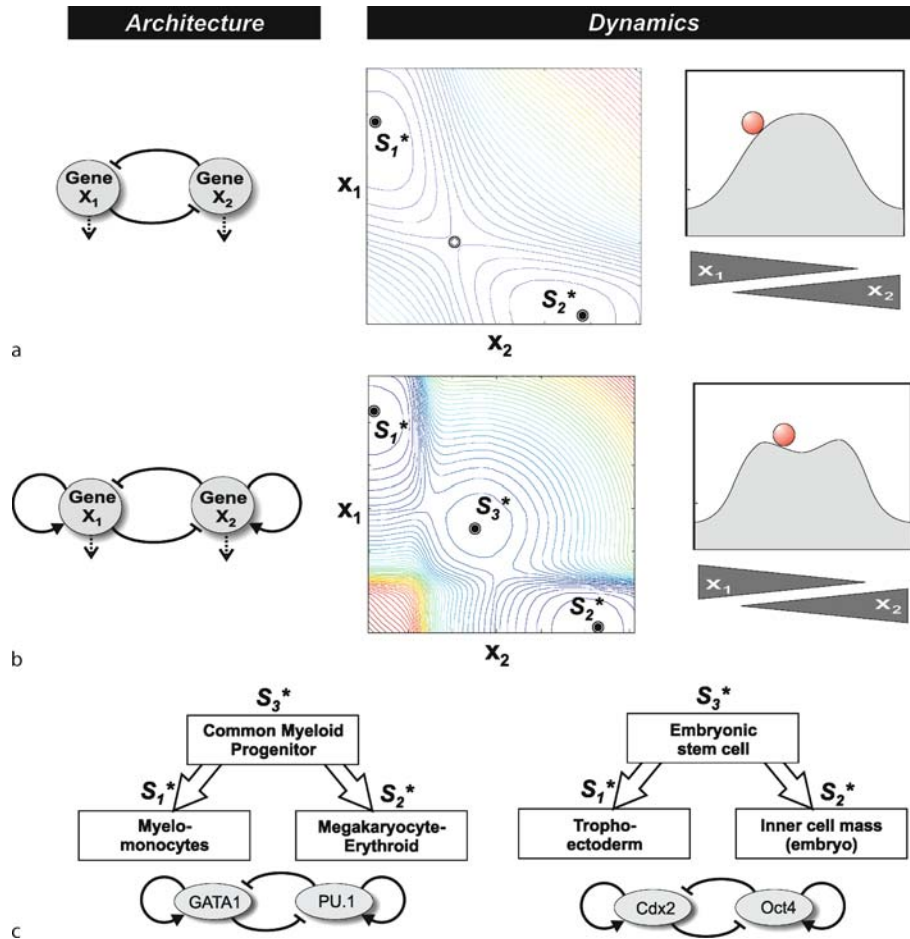 Architecture
Dynamics
Gene
X1
Gene
X2
X1
S1*
S2*
X2
X1
X2
a
Gene
X1
Gene
X2
X1
S1*
S3*
S2*
X2
X1
X2
b
S3*
Common Myeloid
Progenitor
S1*
S2*
Myelo-
monocytes
Megakaryocyte-
Erythroid
GATA1
PU.1
S3*
Embryonic
stem cell
S1*
S2*
Tropho-
ectoderm
Inner cell mass
(embryo)
Cdx2
Oct4
c